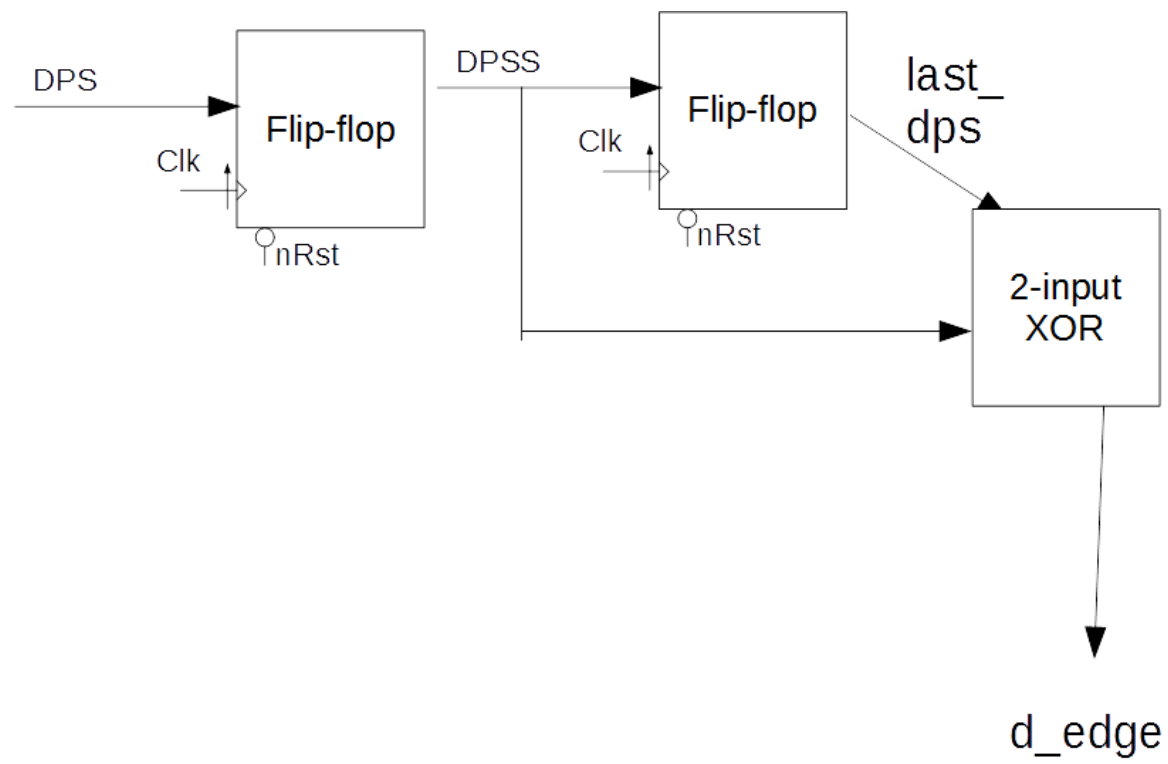 DPS
Flip-flop
Clk
nRst
DPSS
Flip-flop
Clk
nRst
last_
dps
2-input
XOR
d_edge